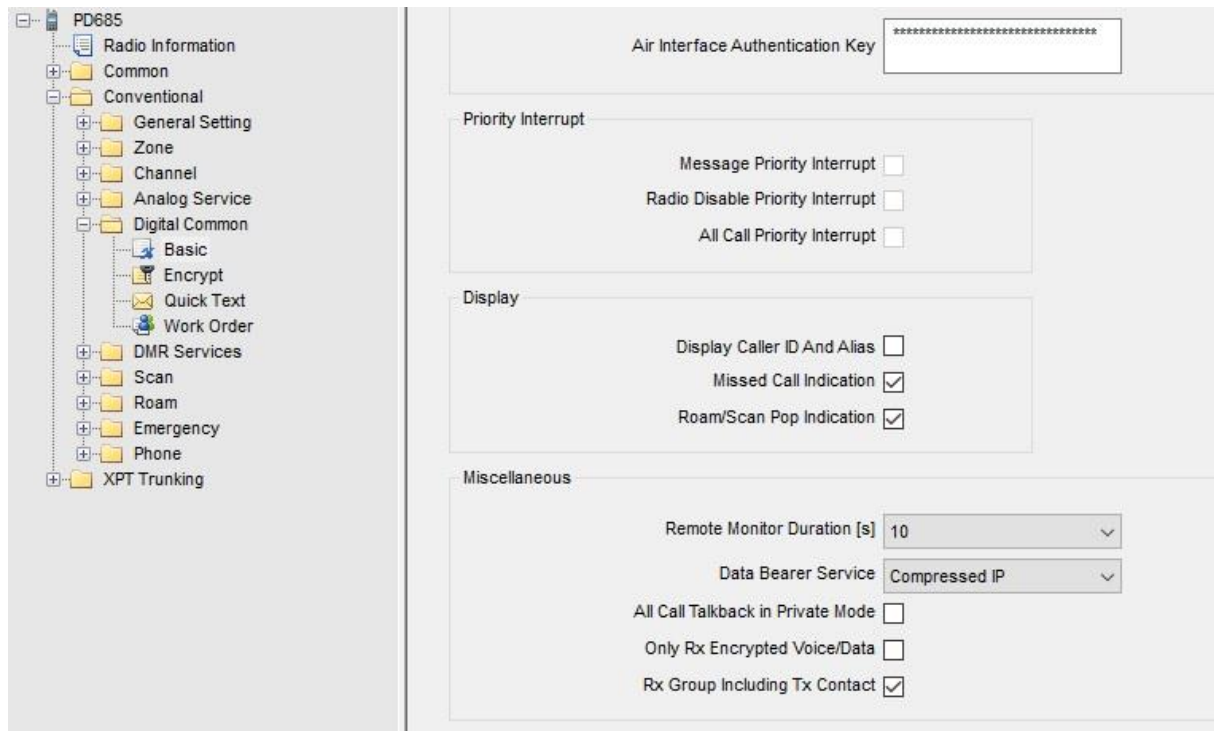 PD685
Radio Information
Common
Conventional
General Setting
Zone
Channel
Analog Service
Digital Common
Basic
Encrypt
Quick Text
Work Order
DMR Services
Scan
Roam
Emergency
Phone
XPT Trunking
Air Interface Authentication Key ********************************
Priority Interrupt
Message Priority Interrupt
Radio Disable Priority Interrupt
All Call Priority Interrupt
Display
Display Caller ID And Alias
Missed Call Indication
Roam/Scan Pop Indication
Miscellaneous
Remote Monitor Duration [s] 10
Data Bearer Service Compressed IP
All Call Talkback in Private Mode
Only Rx Encrypted Voice/Data
Rx Group Including Tx Contact